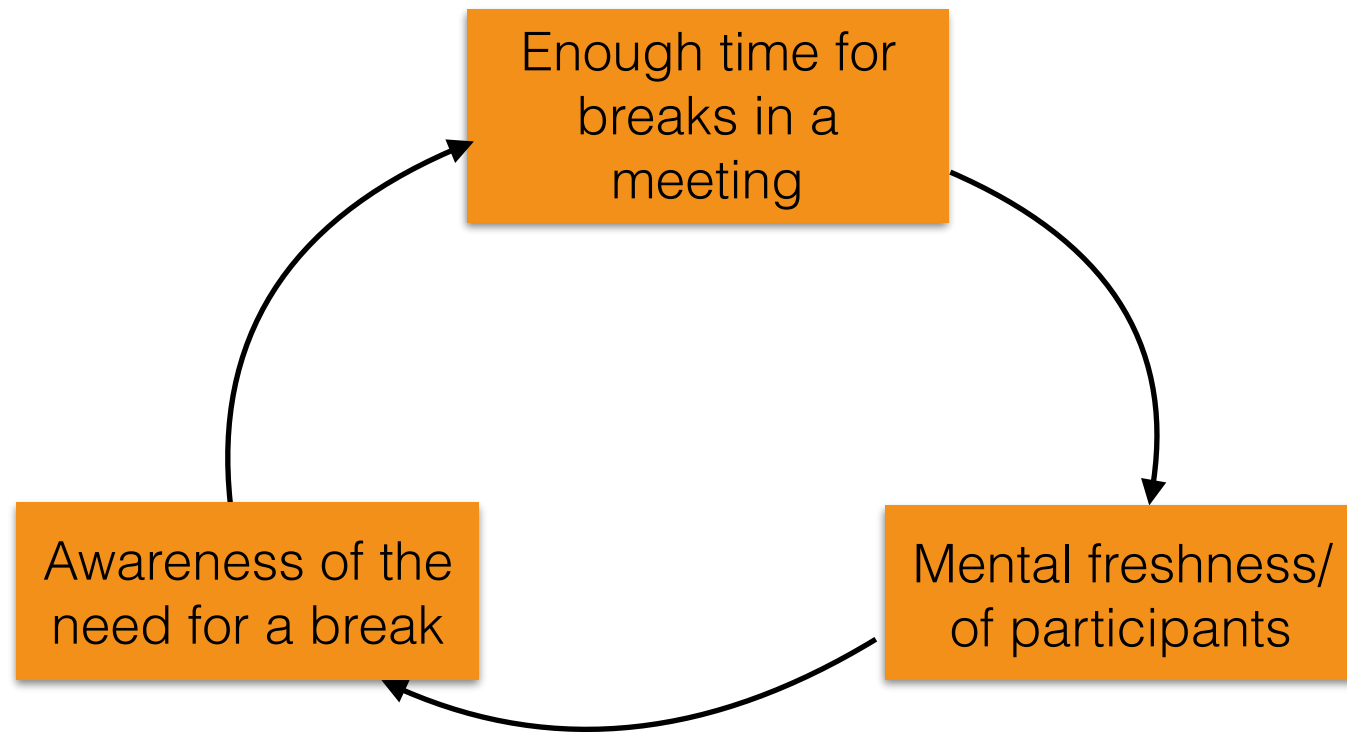 Enough time for
breaks in a
meeting
Awareness of the
need for a break
Mental freshness/
of participants